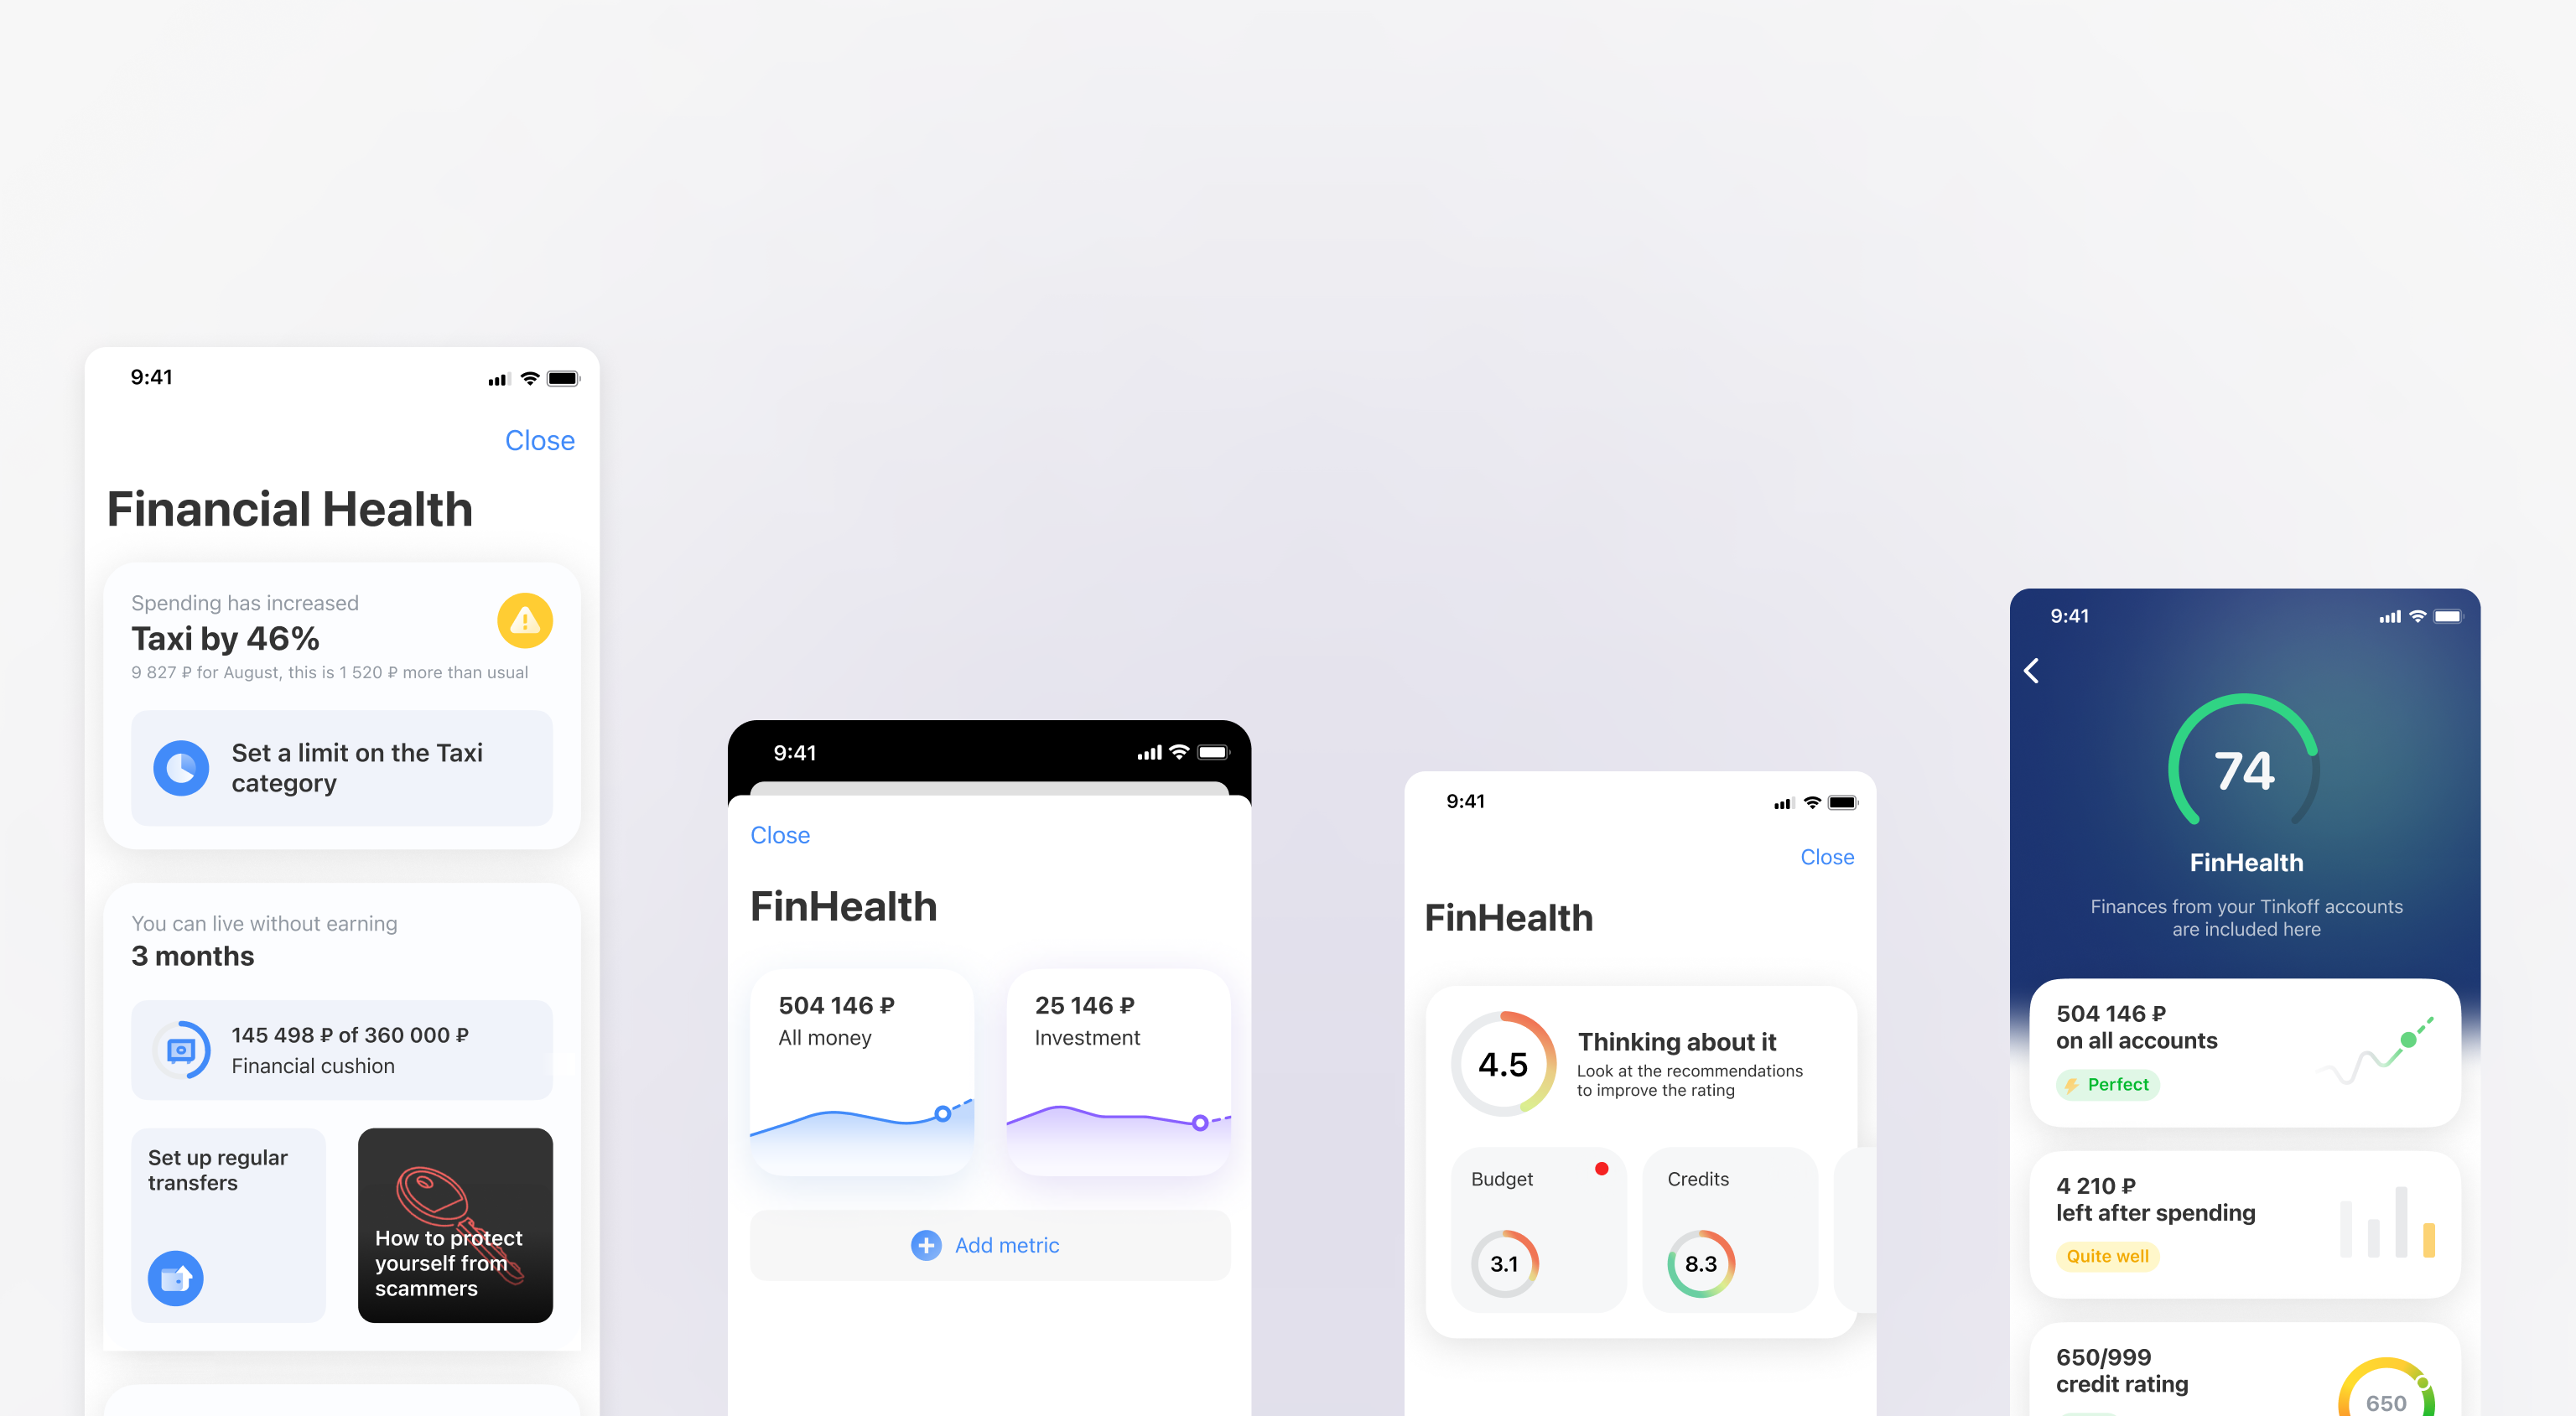 9:41
Close
Financial Health
Spending has increased
Taxi by 46%
9 827 ₽ for August, this is 1 520 ₽ more than usual
Set a limit on the Taxi
category
You can live without earning
3 months
145 498 ₽ of 360 000 ₽
Financial cushion
Set up regular
transfers
How to protect
yourself from
scammers
9:41
Close
FinHealth
504 146 ₽
All money
25 146 ₽
Investment
Add metric
9:41
Close
FinHealth
4.5
Thinking about it
Look at the recommendations
to improve the rating
Budget
3.1
Credits
8.3
9:41
74
FinHealth
Finances from your Tinkoff accounts
are included here
504 146 ₽
on all accounts
Perfect
4 210 ₽
left after spending
Quite well
650/999
credit rating
650